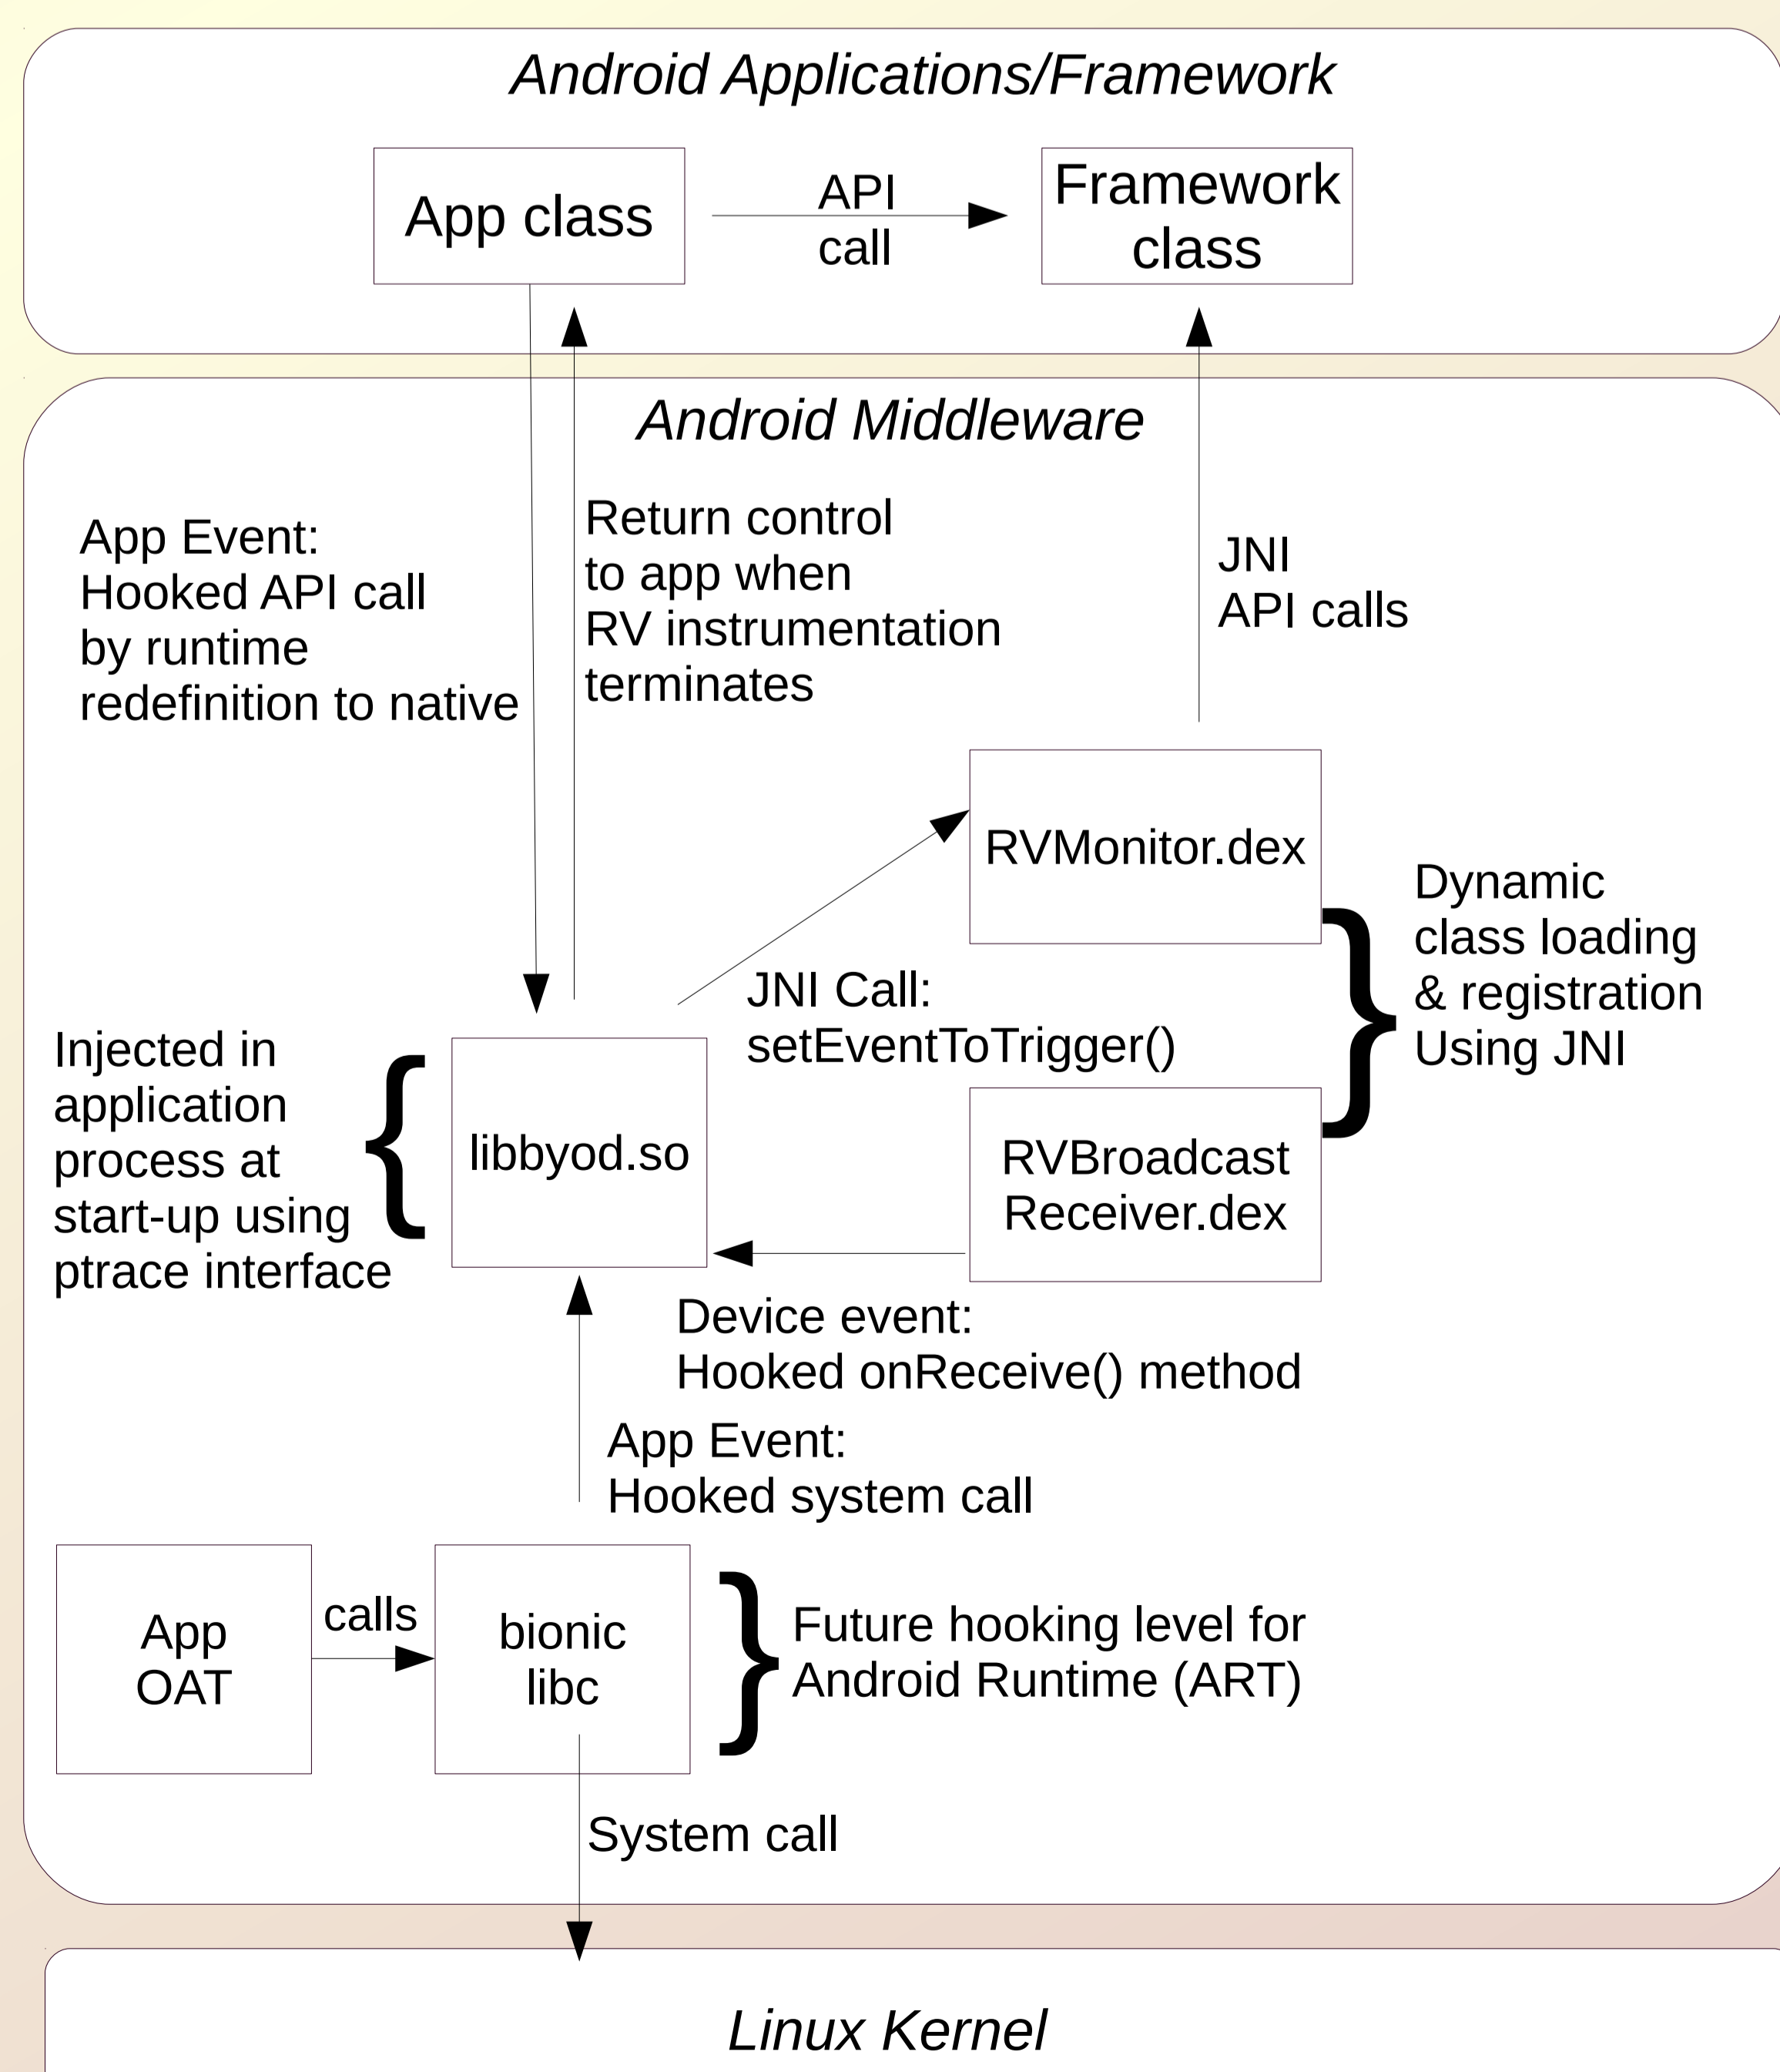 Android Applications/Framework
App class
API
call
Framework
class
Android Middleware
App Event:
Hooked API call
by runtime
redefinition to native
Return control
to app when
RV instrumentation
terminates
JNI
API calls
RVMonitor.dex
Dynamic
class loading
& registration
Using JNI
JNI Call:
setEventToTrigger()
Injected in
application
process at
start-up using
ptrace interface
{
libbyod.so
}
RVBroadcast
Receiver.dex
Device event:
Hooked onReceive() method
App Event:
Hooked system call
App
OAT
calls
bionic
libc
}
Future hooking level for
Android Runtime (ART)
System call
Linux Kernel